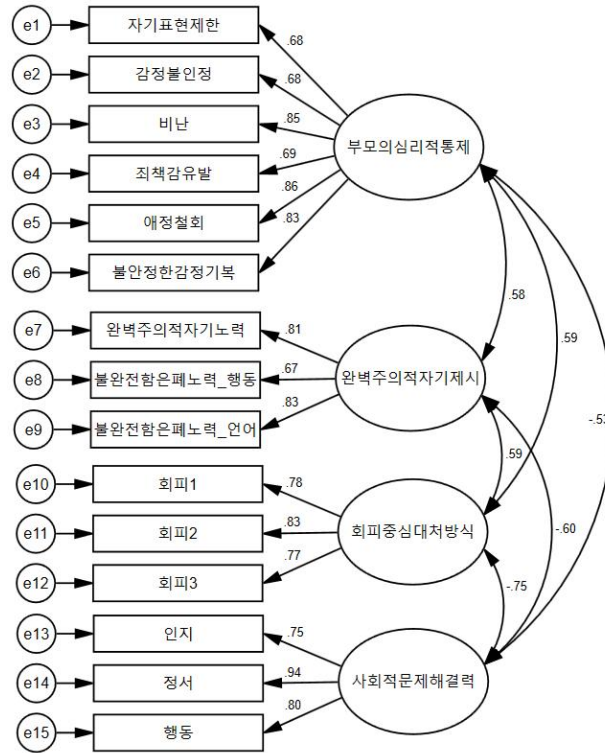 e1 자기표현제한
.68
e2 감정불인정
.68
e3 비난
.85
부모의심리적통제
e4 죄책감유발
.69
e5 애정철회
.86
e6 불안정한감정기복
.83
.58
e7 완벽주의적자기노력
.81
.59
e8 불완전함은폐노력_행동
.67
완벽주의적자기제시
e9 불완전함은폐노력_언어
.83
-.53
.59
e10 회피1
.78
e11 회피2
.83
회피중심대처방식
-.60
e12 회피3
.77
-.75
e13 인지
.75
e14 정서
.94
사회적문제해결력
e15 행동
.80